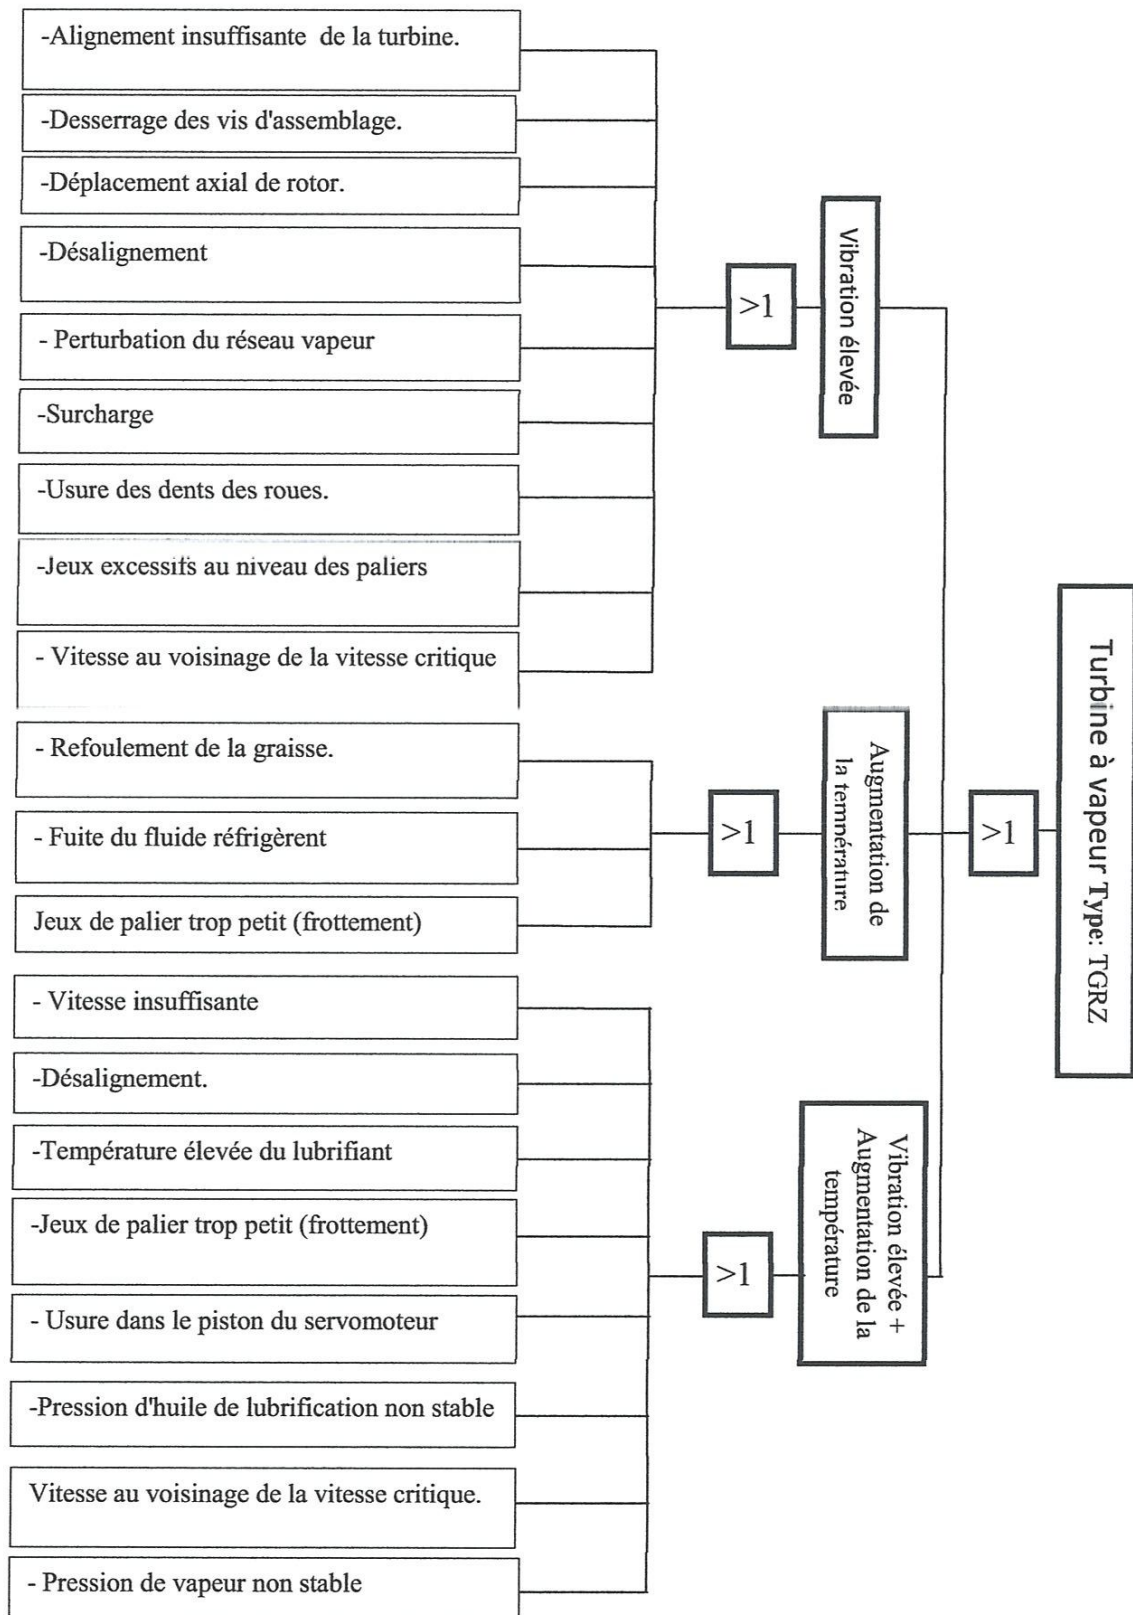 -Alignement insuffisante de la turbine.
-Desserrage des vis d'assemblage.
-Déplacement axial de rotor.
-Désalignement
- Perturbation du réseau vapeur
-Surcharge
-Usure des dents des roues.
-Jeux excessifs au niveau des paliers
- Vitesse au voisinage de la vitesse critique
>1
Vibration élevée
- Refoulement de la graisse.
- Fuite du fluide réfrigèrent
Jeux de palier trop petit (frottement)
>1
Augmentation de
la température
- Vitesse insuffisante
-Désalignement.
-Température élevée du lubrifiant
-Jeux de palier trop petit (frottement)
- Usure dans le piston du servomoteur
-Pression d'huile de lubrification non stable
Vitesse au voisinage de la vitesse critique.
- Pression de vapeur non stable
>1
Vibration élevée +
Augmentation de la
température
>1
Turbine à vapeur Type: TGRZ